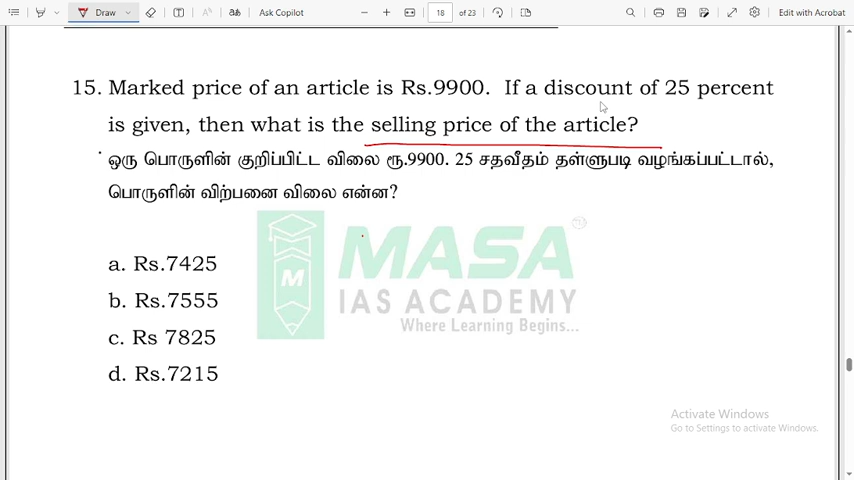 Draw
Ask Copilot
18 of 23
Edit with Acrobat
15. Marked price of an article is Rs.9900. If a discount of 25 percent
is given, then what is the selling price of the article?
ஒரு பொருளின் குறிப்பிட்ட விலை ரூ.9900. 25 சதவீதம் தள்ளுபடி வழங்கப்பட்டால்,
பொருளின் விற்பனை விலை என்ன?
a. Rs.7425
b. Rs.7555
c. Rs 7825
d. Rs.7215
M
MASA
IAS ACADEMY
Where Learning Begins...
Activate Windows
Go to Settings to activate Windows.